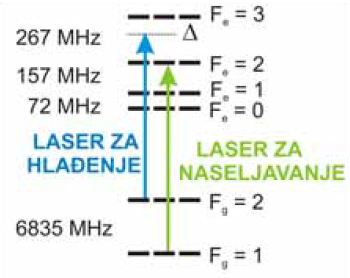 Fe = 3
267 MHz
Δ
157 MHz
Fe = 2
Fe = 1
72 MHz
Fe = 0
LASER ZA
HLAĐENJE
LASER ZA
NASELJAVANJE
Fg = 2
6835 MHz
Fg = 1